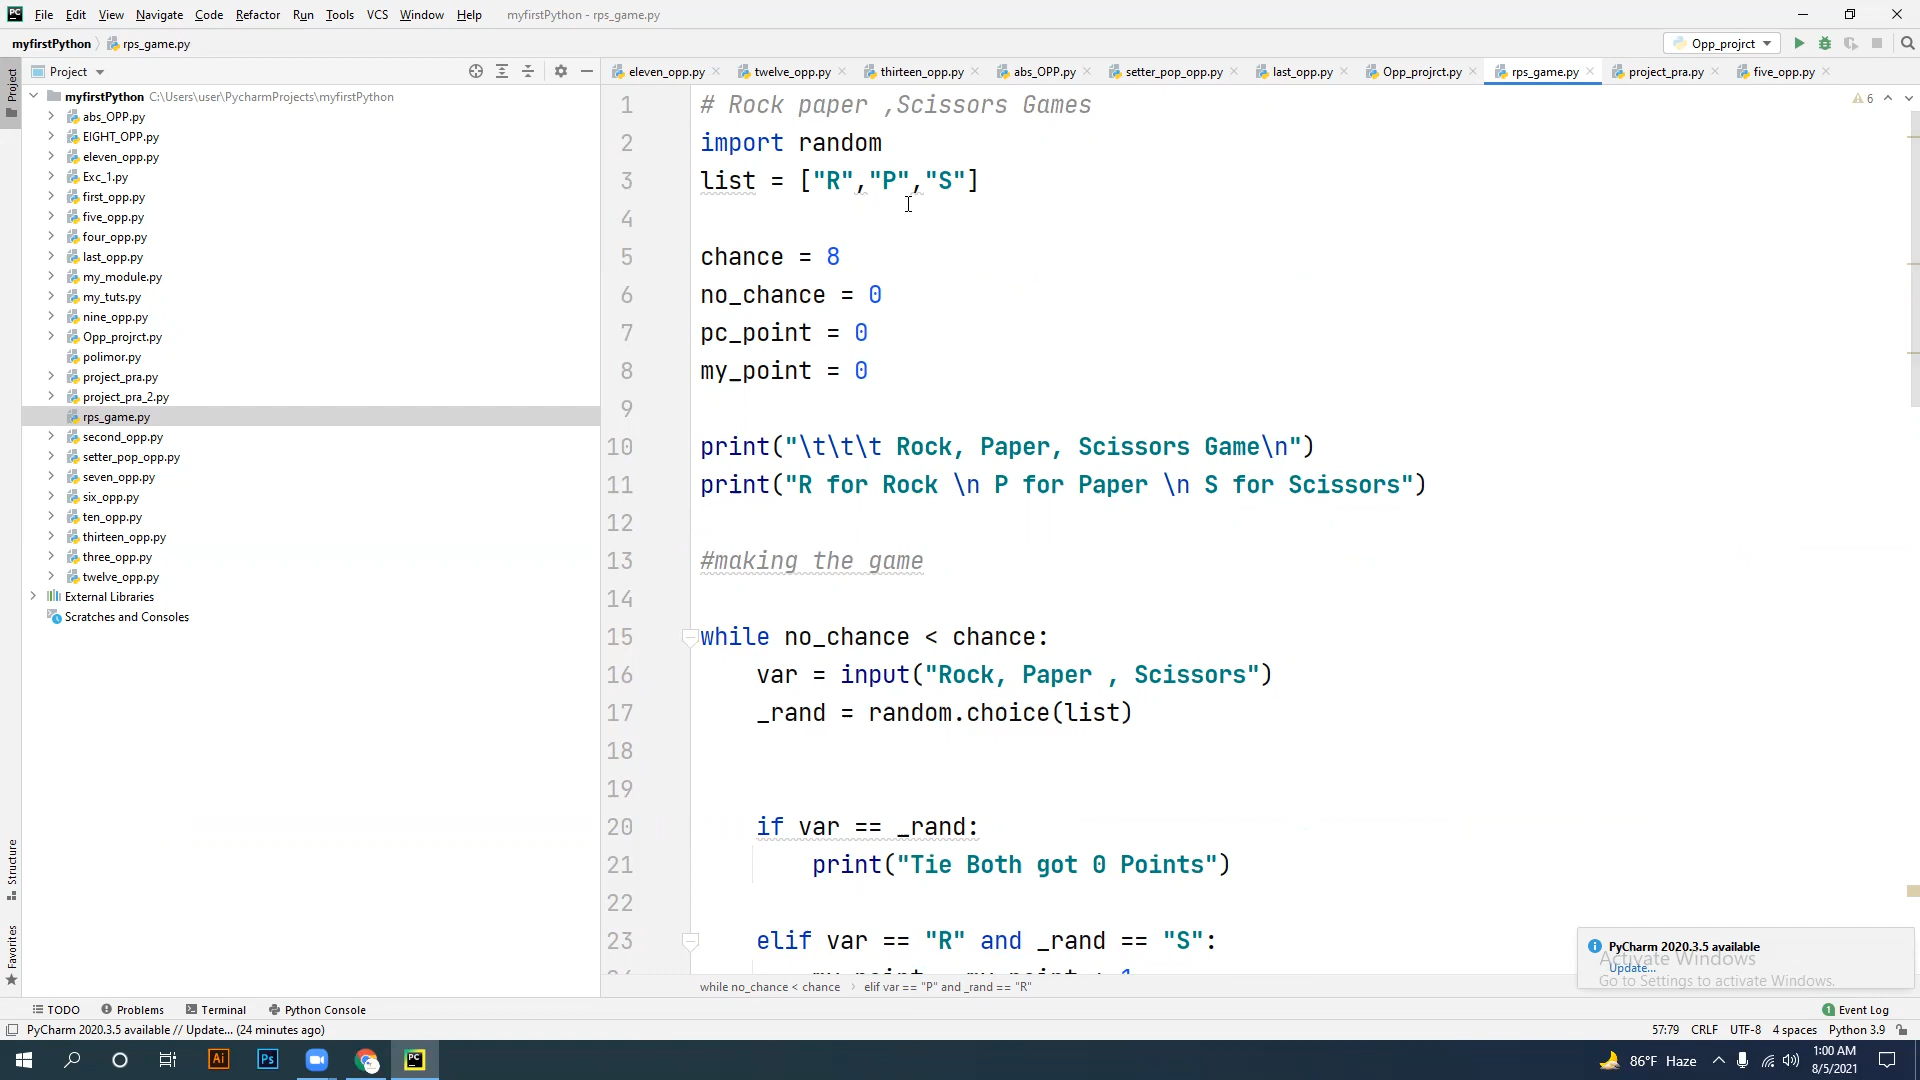 File Edit View Navigate Code Refactor Run Tools VCS Window Help myfirstPython - rps_game.py
myfirstPython rps_game.py Opp_projrct
Project
Project
eleven_opp.py twelve_opp.py thirteen_opp.py abs_OPP.py setter_pop_opp.py last_opp.py Opp_projrct.py rps_game.py project_pra.py five_opp.py
myfirstPython C:\Users\user\PycharmProjects\myfirstPython
abs_OPP.py
EIGHT_OPP.py
eleven_opp.py
Exc_1.py
first_opp.py
five_opp.py
four_opp.py
last_opp.py
my_module.py
my_tuts.py
nine_opp.py
Opp_projrct.py
polimor.py
project_pra.py
project_pra_2.py
rps_game.py
second_opp.py
setter_pop_opp.py
seven_opp.py
six_opp.py
ten_opp.py
thirteen_opp.py
three_opp.py
twelve_opp.py
External Libraries
Scratches and Consoles
Structure
Favorites
6
1 # Rock paper ,Scissors Games
2 import random
3 list = ["R","P","S"]
4
5 chance = 8
6 no_chance = 0
7 pc_point = 0
8 my_point = 0
9
10 print("\t\t\t Rock, Paper, Scissors Game\n")
11 print("R for Rock \n P for Paper \n S for Scissors")
12
13 #making the game
14
15 while no_chance < chance:
16 var = input("Rock, Paper , Scissors")
17 _rand = random.choice(list)
18
19
20 if var == _rand:
21 print("Tie Both got 0 Points")
22
23 elif var == "R" and _rand == "S":
while no_chance < chance elif var == "P" and _rand == "R"
PyCharm 2020.3.5 available
Update...
Activate Windows
Go to Settings to activate Windows.
TODO Problems Terminal Python Console 1 Event Log
PyCharm 2020.3.5 available // Update... (24 minutes ago) 57:79 CRLF UTF-8 4 spaces Python 3.9
Ai Ps PC 86°F Haze 1:00 AM
8/5/2021